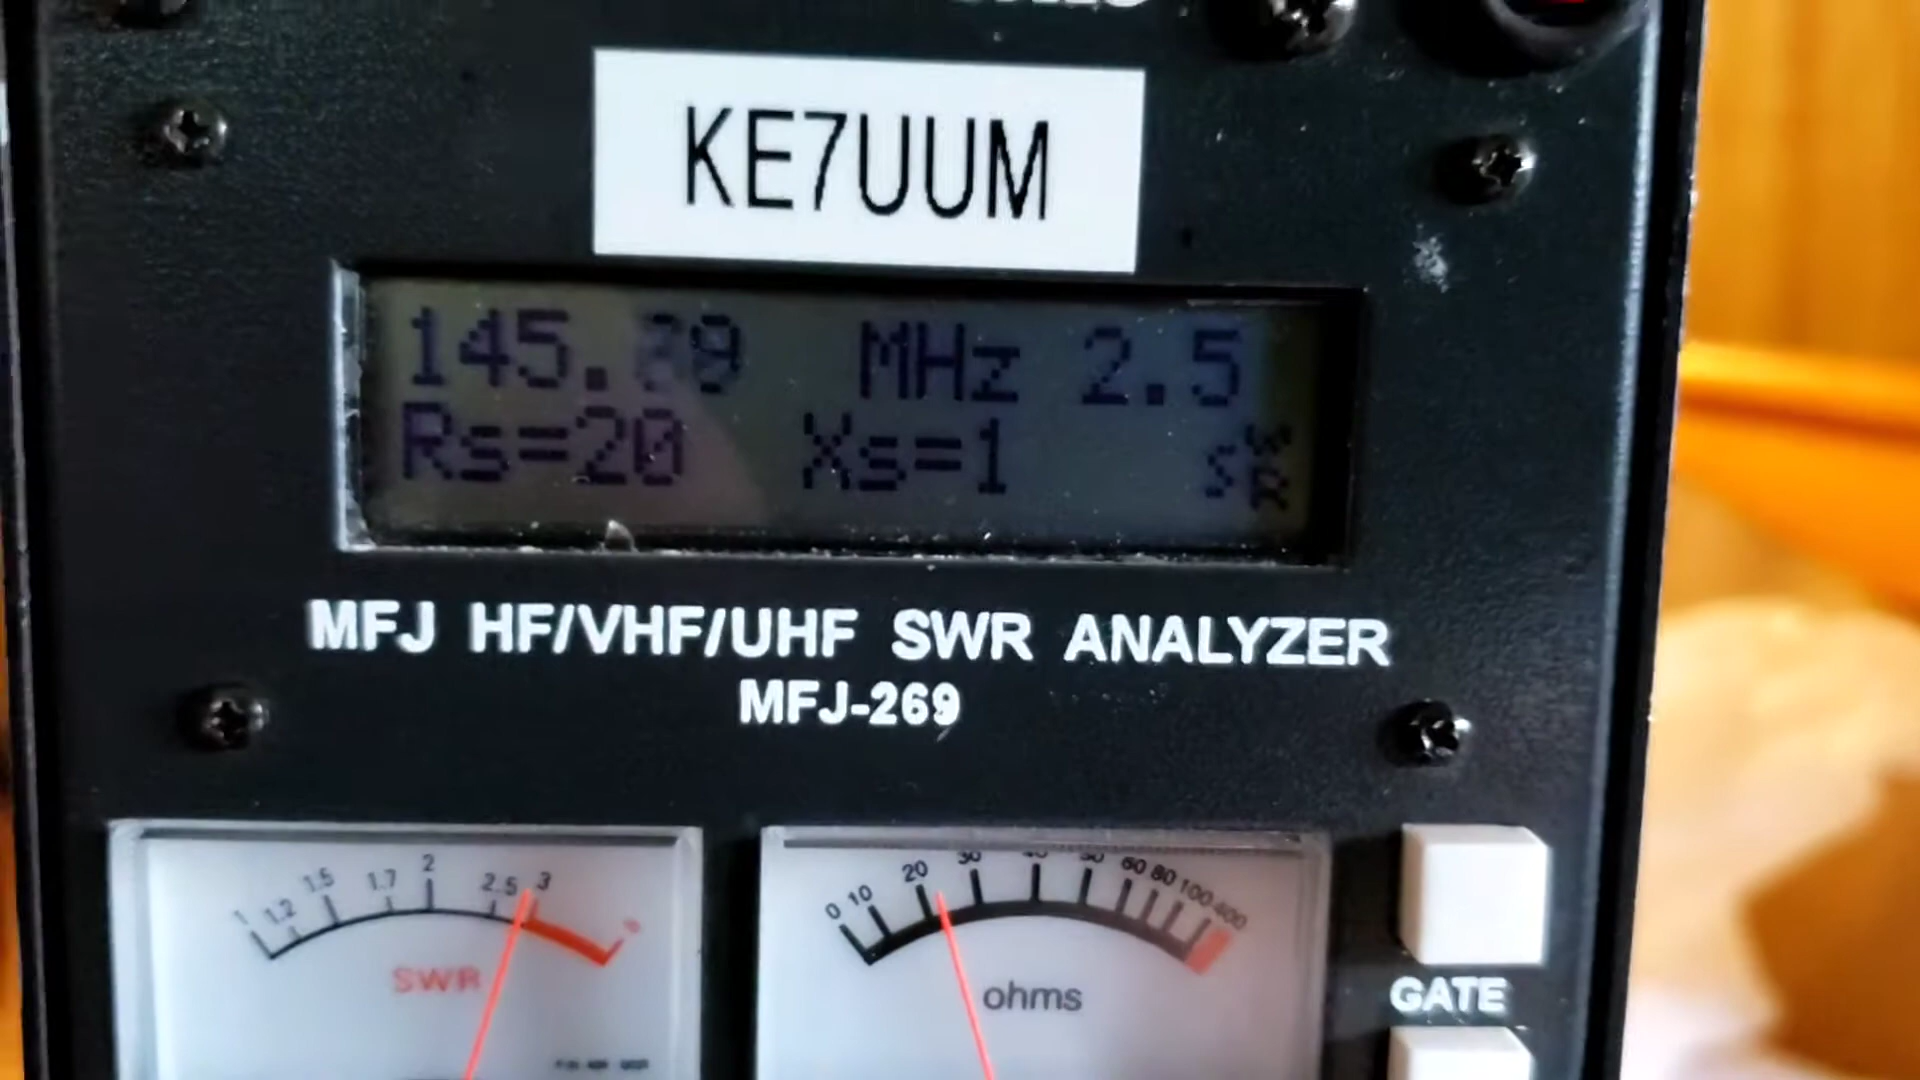 KE7UUM
MHz 2.5
Rs=20 Xs=1 SWR
MFJ HF/VHF/UHF SWR ANALYZER
MFJ-269
1 1.2 1.5 1.7 2 2.5 3
SWR
0 10 20 30 40 50 60 80 100 400
ohms
GATE